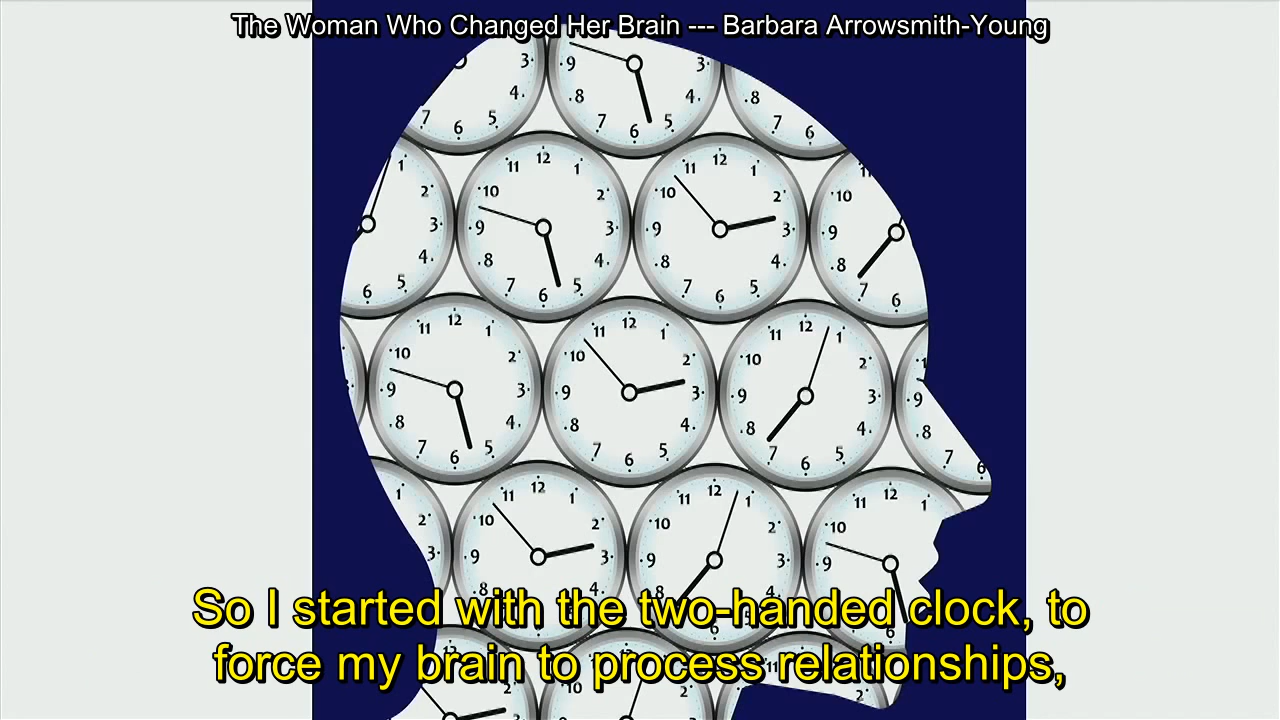 The Woman Who Changed Her Brain --- Barbara Arrowsmith-Young
So I started with the two-handed clock, to
force my brain to process relationships,